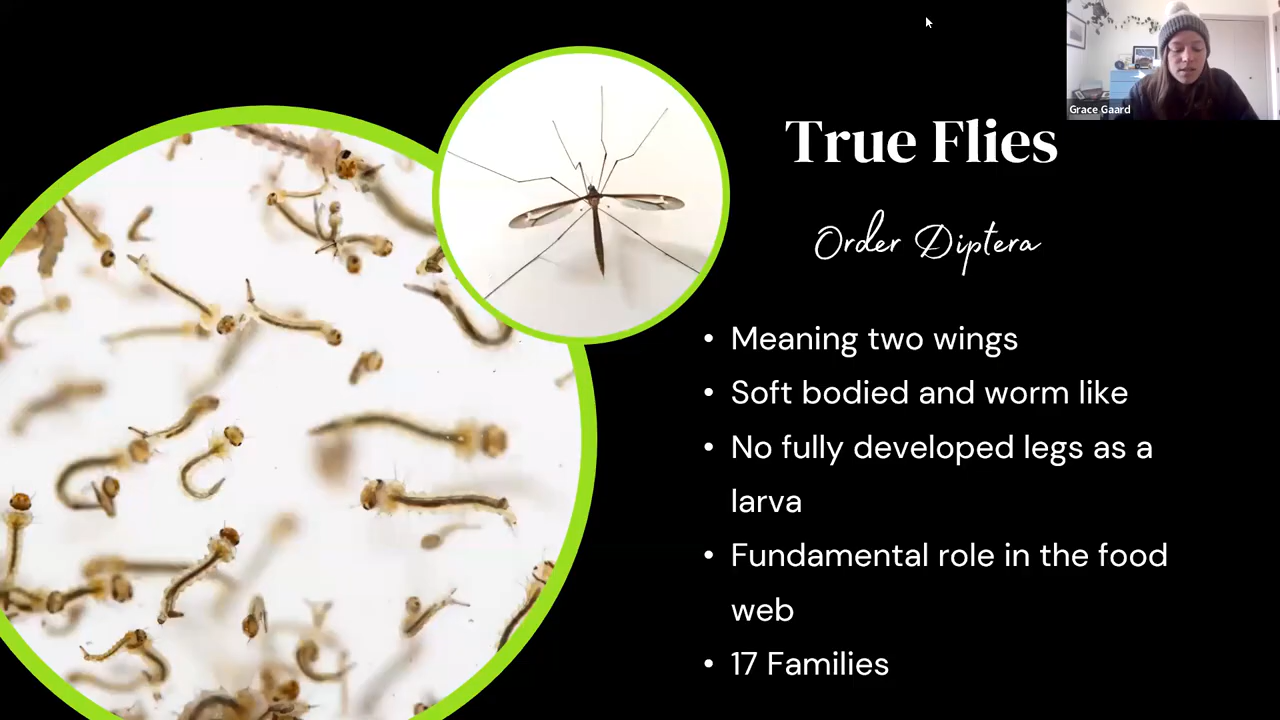 Grace Gaard
True Flies
Order Diptera
• Meaning two wings
• Soft bodied and worm like
• No fully developed legs as a
larva
• Fundamental role in the food
web
• 17 Families